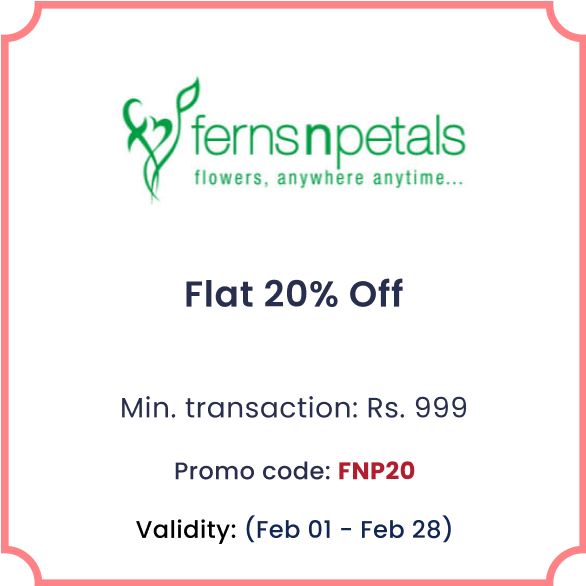 fernsnpetals
flowers, anywhere anytime...
Flat 20% Off
Min. transaction: Rs. 999
Promo code: FNP20
Validity: (Feb 01 - Feb 28)